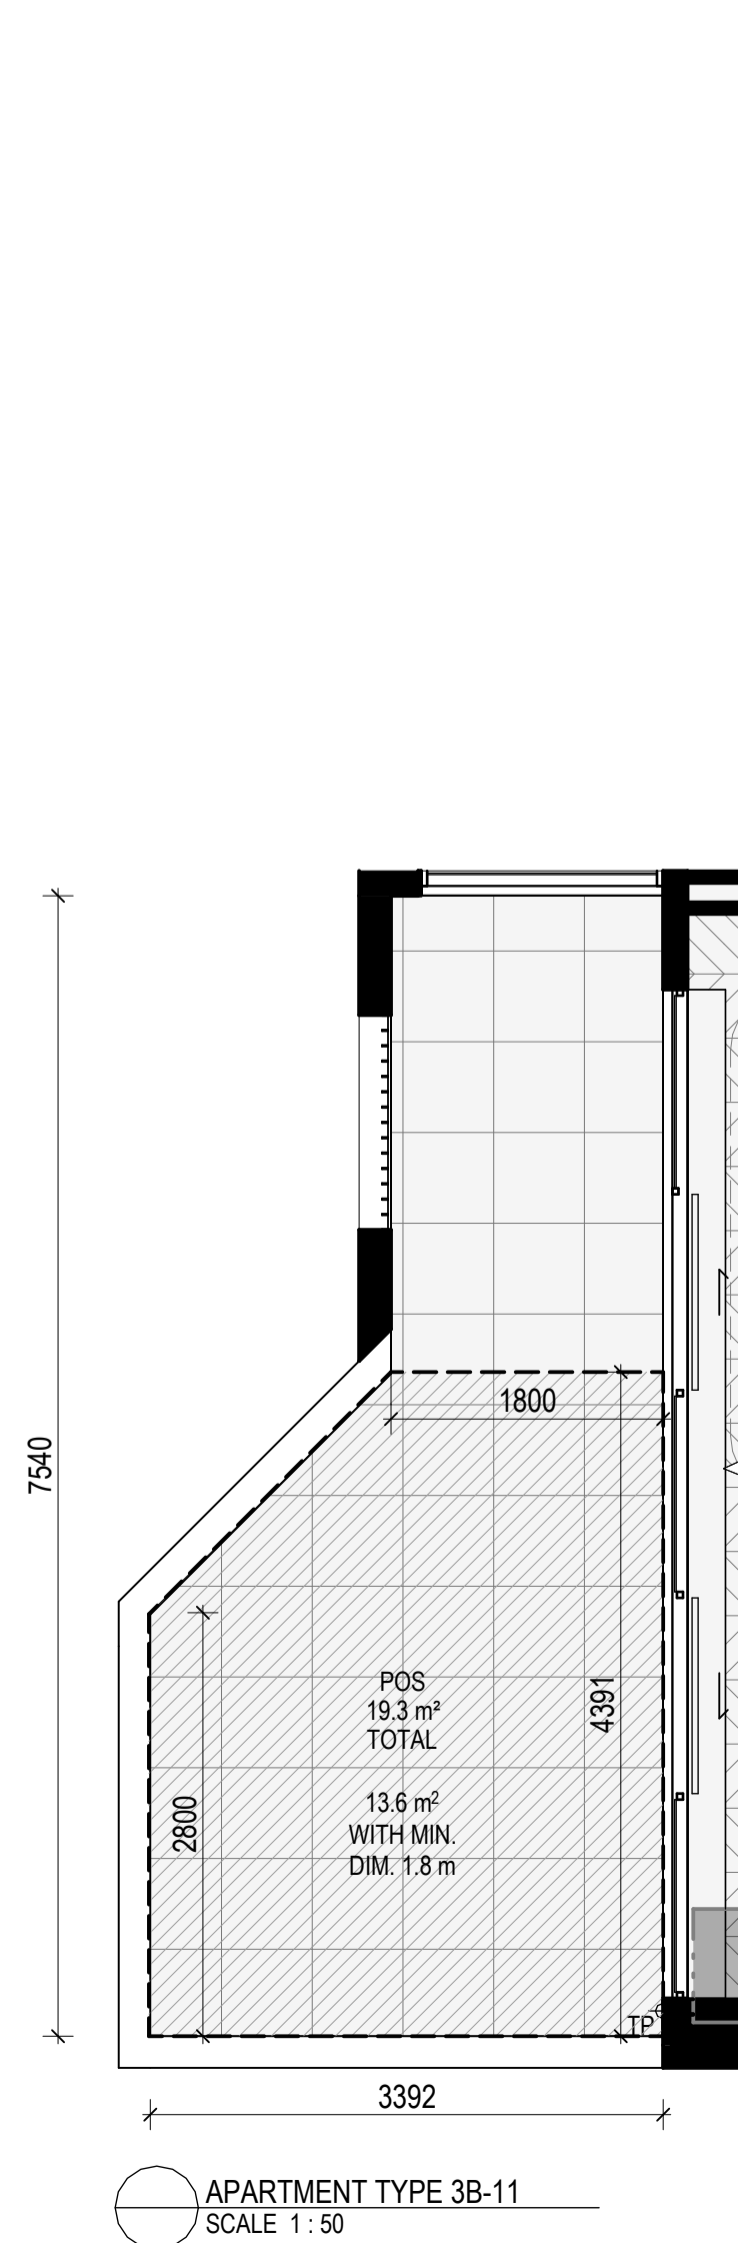 1800
7540
POS
19.3 m²
TOTAL
4391
13.6 m²
WITH MIN.
DIM. 1.8 m
2800
TP
3392
APARTMENT TYPE 3B-11
SCALE 1 : 50